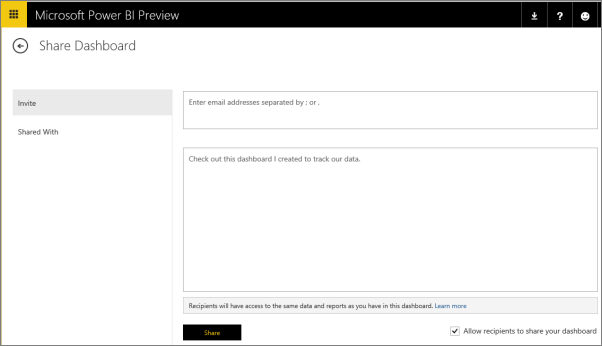 Microsoft Power BI Preview
?
Share Dashboard
Invite
Shared With
Enter email addresses separated by ; or .
Check out this dashboard I created to track our data.
Recipients will have access to the same data and reports as you have in this dashboard. Learn more
Share
Allow recipients to share your dashboard